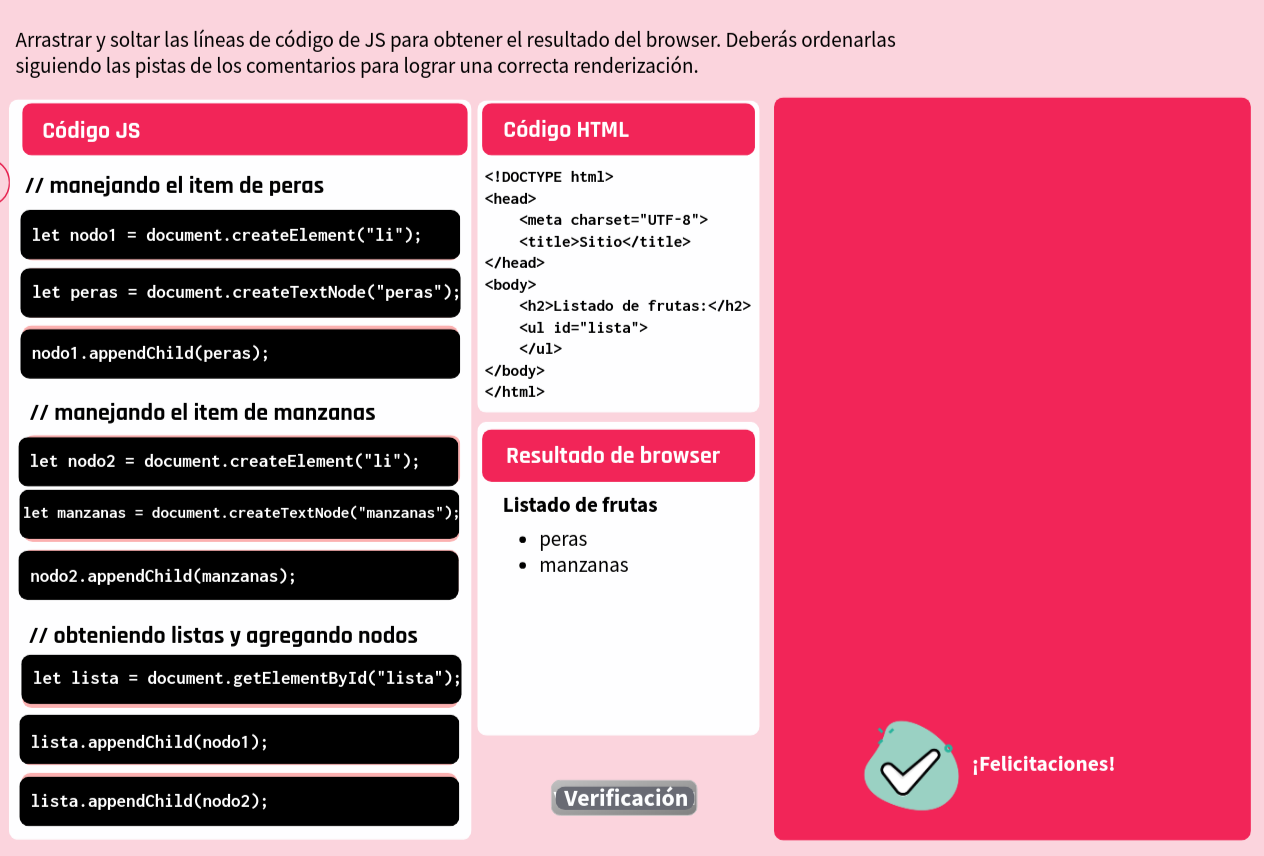 Arrastrar y soltar las líneas de código de JS para obtener el resultado del browser. Deberás ordenarlas
siguiendo las pistas de los comentarios para lograr una correcta renderización.
Código JS
// manejando el item de peras
let nodo1 = document.createElement("li");
let peras = document.createTextNode("peras");
nodo1.appendChild(peras);
// manejando el item de manzanas
let nodo2 = document.createElement("li");
let manzanas = document.createTextNode("manzanas");
nodo2.appendChild(manzanas);
// obteniendo listas y agregando nodos
let lista = document.getElementById("lista");
lista.appendChild(nodo1);
lista.appendChild(nodo2);
Código HTML
<!DOCTYPE html>
<head>
    <meta charset="UTF-8">
    <title>Sitio</title>
</head>
<body>
    <h2>Listado de frutas:</h2>
    <ul id="lista">
    </ul>
</body>
</html>
Resultado de browser
Listado de frutas
• peras
• manzanas
Verificación
¡Felicitaciones!